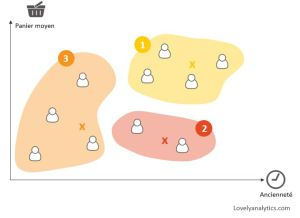 Panier moyen
1
3
X
X
2
X
Ancienneté
Lovelyanalytics.com